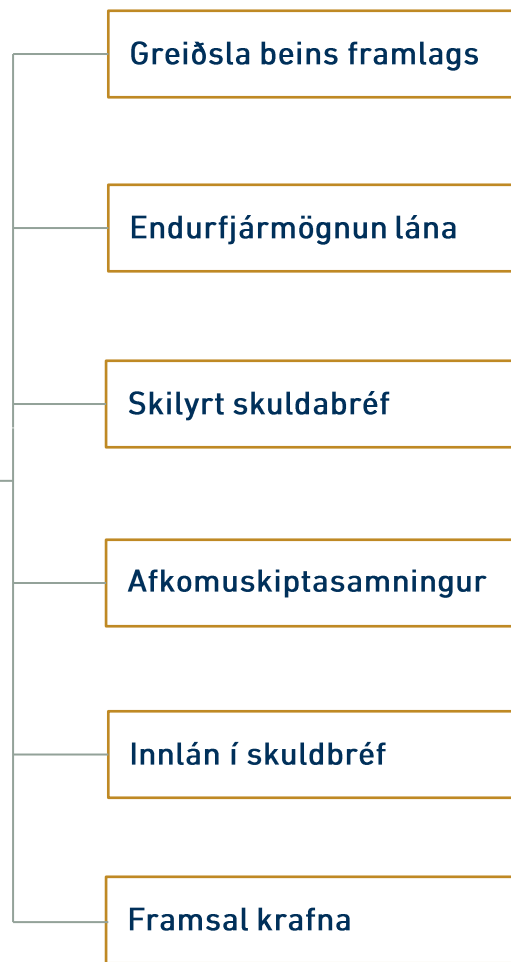 Greiðsla beins framlags
Endurfjármögnun lána
Skilyrt skuldabréf
Afkomuskiptasamningur
Innlán í skuldbréf
Framsal krafna